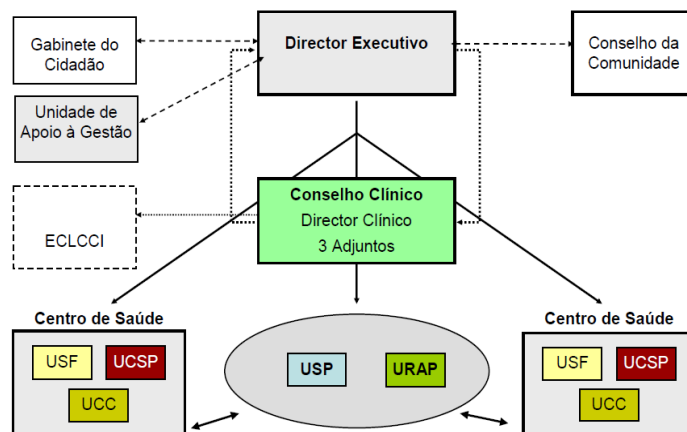 Gabinete do
Cidadão
Director Executivo
Conselho da
Comunidade
Unidade de
Apoio à Gestão
Conselho Clínico
Director Clínico
3 Adjuntos
ECLCCI
Centro de Saúde
USF
UCSP
UCC
USP
URAP
Centro de Saúde
USF
UCSP
UCC